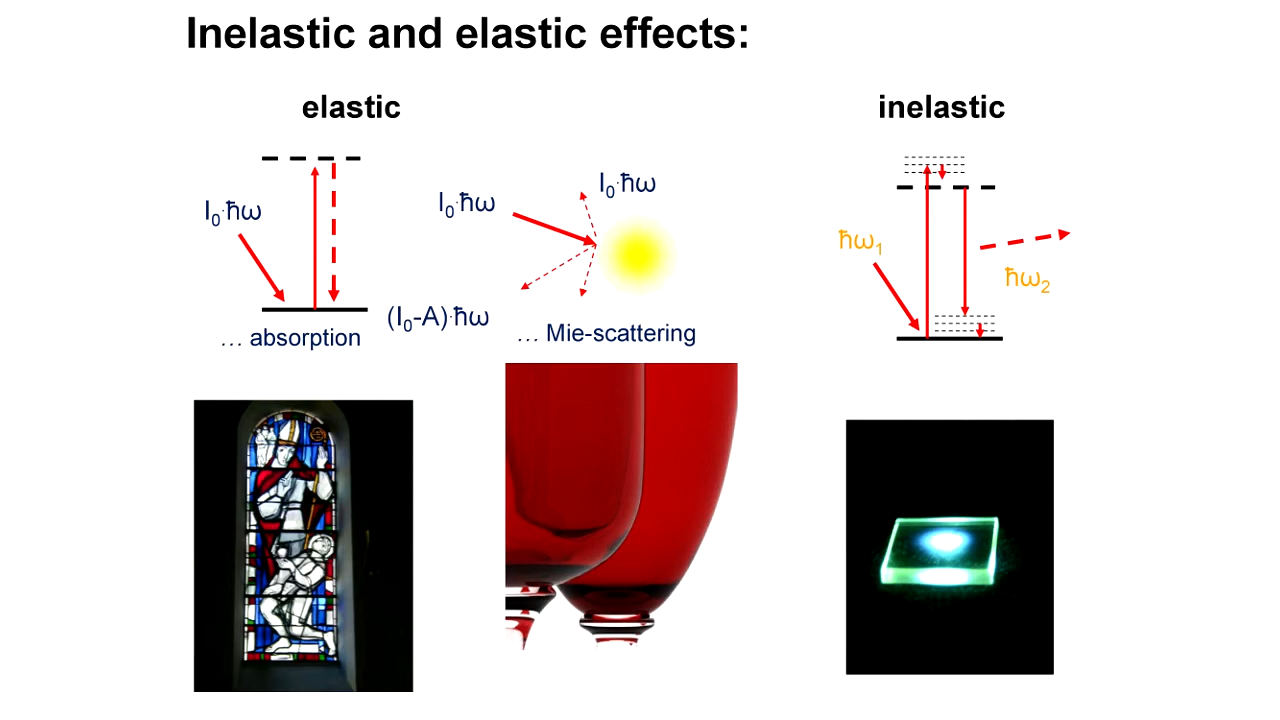 Inelastic and elastic effects:
elastic
inelastic
I₀·ħω
I₀·ħω
I₀·ħω
ħω₁
ħω₂
(I₀-A)·ħω
… absorption
… Mie-scattering